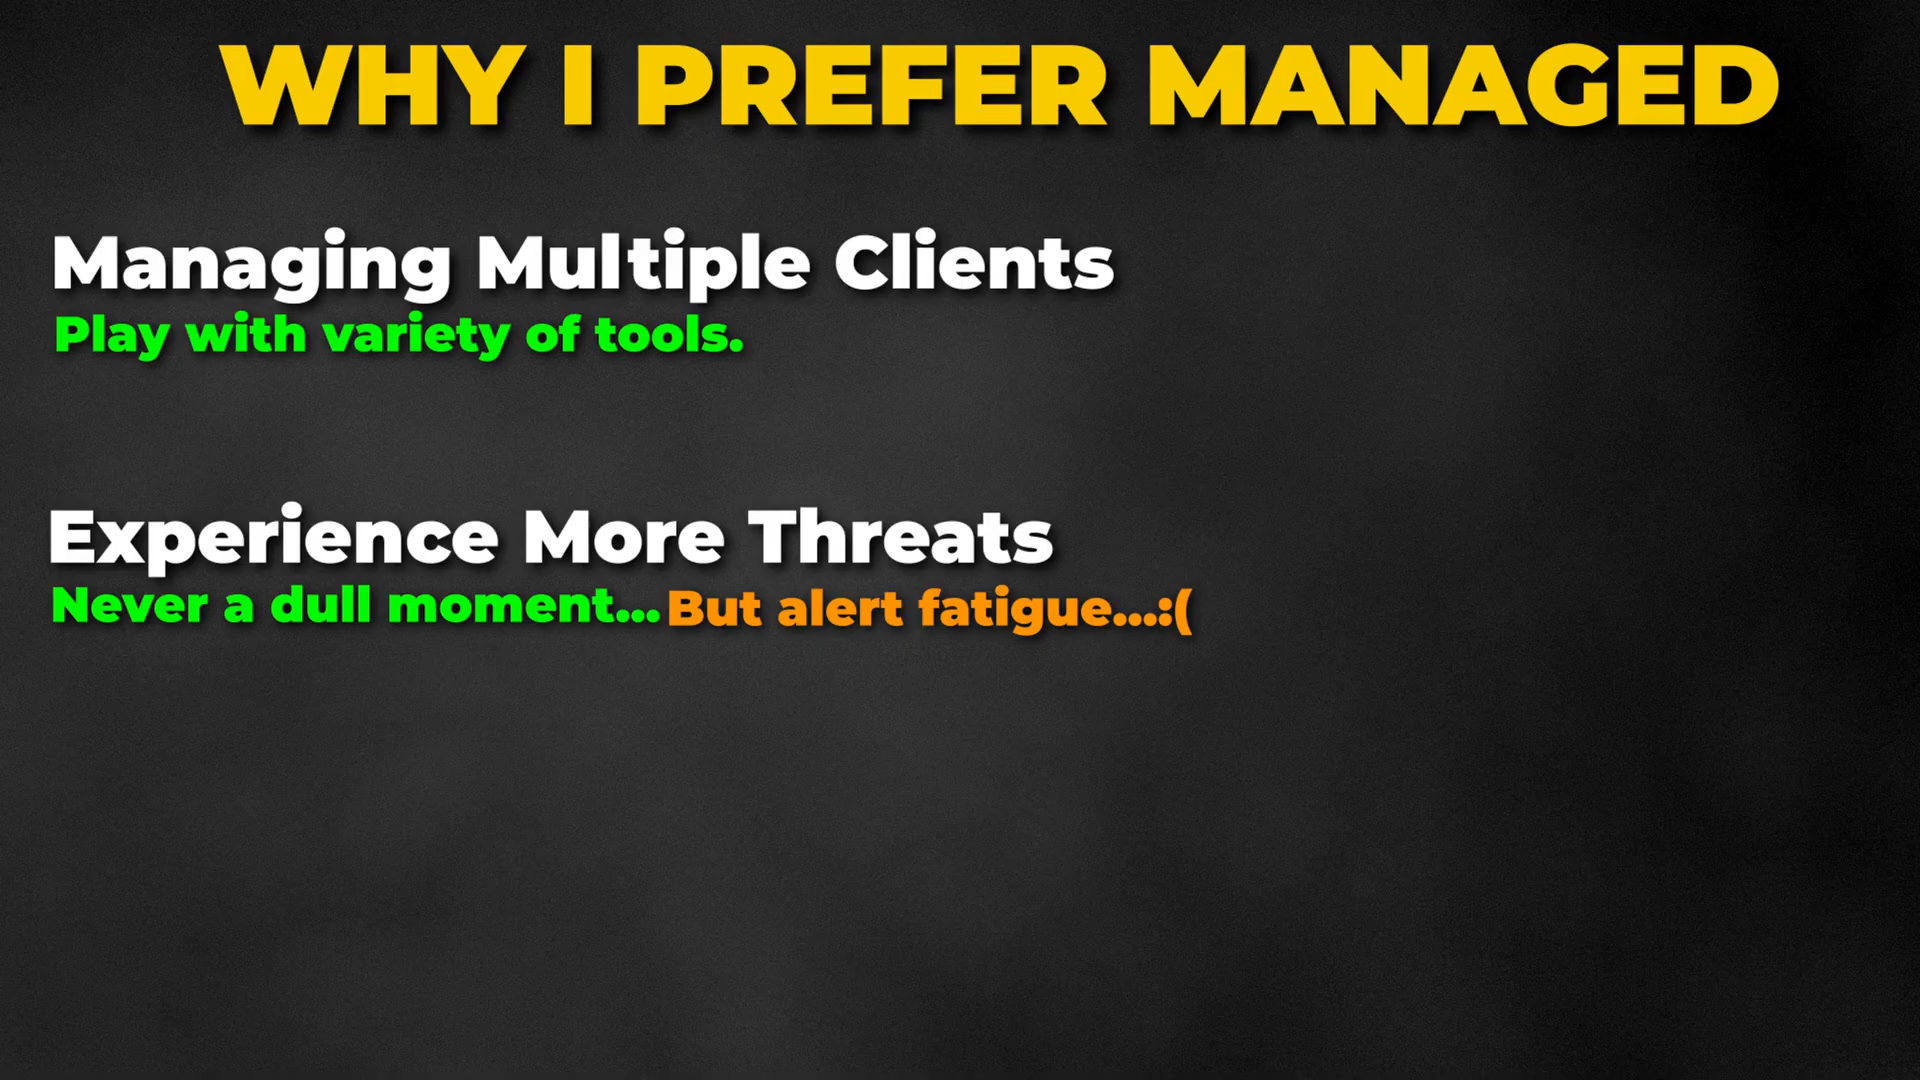 WHY I PREFER MANAGED
Managing Multiple Clients
Play with variety of tools.
Experience More Threats
Never a dull moment... But alert fatigue...:(